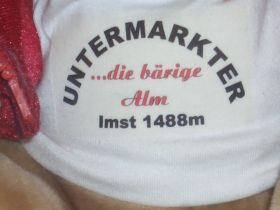 UNTERMARKTER
...die bärige
Alm
Imst 1488m